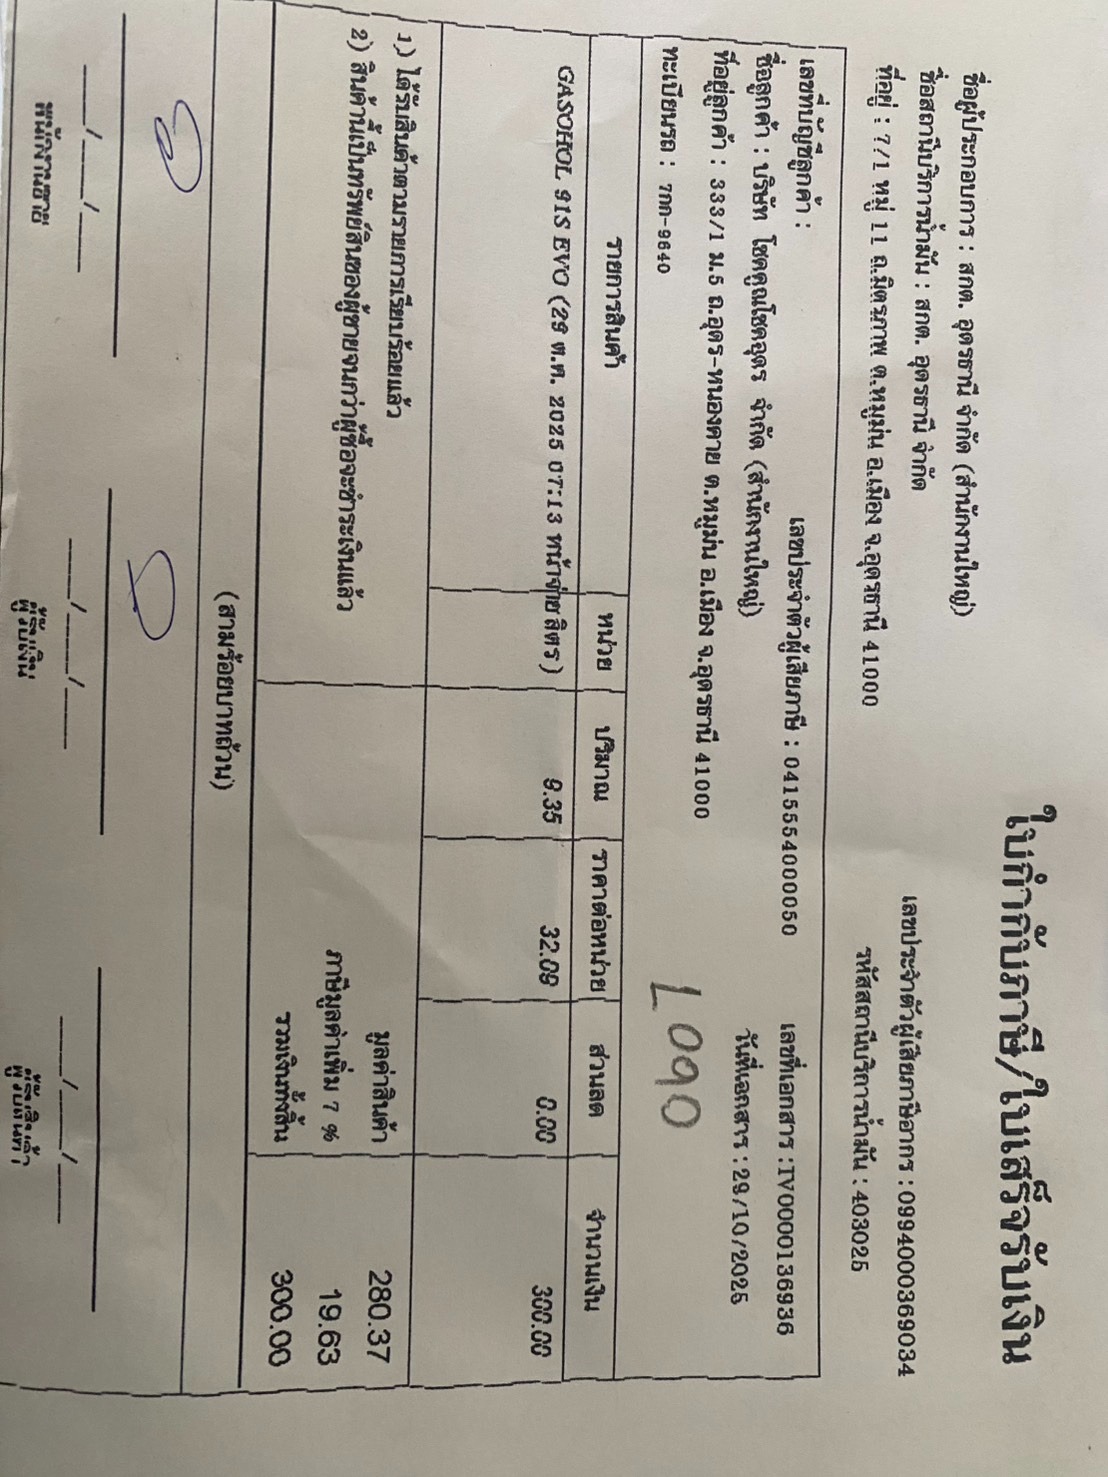 ใบกำกับภาษี/ใบเสร็จรับเงิน
ชื่อผู้ประกอบการ : สกต. อุดรธานี จำกัด (สำนักงานใหญ่)
เลขประจำตัวผู้เสียภาษีอากร : 0994000369034
ชื่อสถานีบริการน้ำมัน : สกต. อุดรธานี จำกัด
รหัสสถานีบริการน้ำมัน : 403025
ที่อยู่ : 7/1 หมู่ 11 ถ.มิตรภาพ ต.หมูม่น อ.เมือง จ.อุดรธานี 41000
เลขที่บัญชีลูกค้า : เลขประจำตัวผู้เสียภาษี : 0415554000050 เลขที่เอกสาร : TV0000136936
ชื่อลูกค้า : บริษัท โชคคูณโชคอุดร จำกัด (สำนักงานใหญ่) วันที่เอกสาร : 29/10/2025
ที่อยู่ลูกค้า : 333/1 ม.5 ถ.อุดร-หนองคาย ต.หมูม่น อ.เมือง จ.อุดรธานี 41000
ทะเบียนรถ : 7กก-9640 L090
รายการสินค้า หน่วย ปริมาณ ราคาต่อหน่วย ส่วนลด จำนวนเงิน
GASOHOL 91S EVO (29 ต.ค. 2025 07:13 หน้าจ่าย ลิตร ) 9.35 32.09 0.00 300.00
1) ได้รับสินค้าตามรายการเรียบร้อยแล้ว มูลค่าสินค้า 280.37
2) สินค้านี้เป็นทรัพย์สินของผู้ขายจนกว่าผู้ซื้อจะชำระเงินแล้ว ภาษีมูลค่าเพิ่ม 7 % 19.63
รวมเงินทั้งสิ้น 300.00
(สามร้อยบาทถ้วน)
___/___/___ ___/___/___ ___/___/___
พนักงานขาย ผู้รับเงิน ผู้รับสินค้า